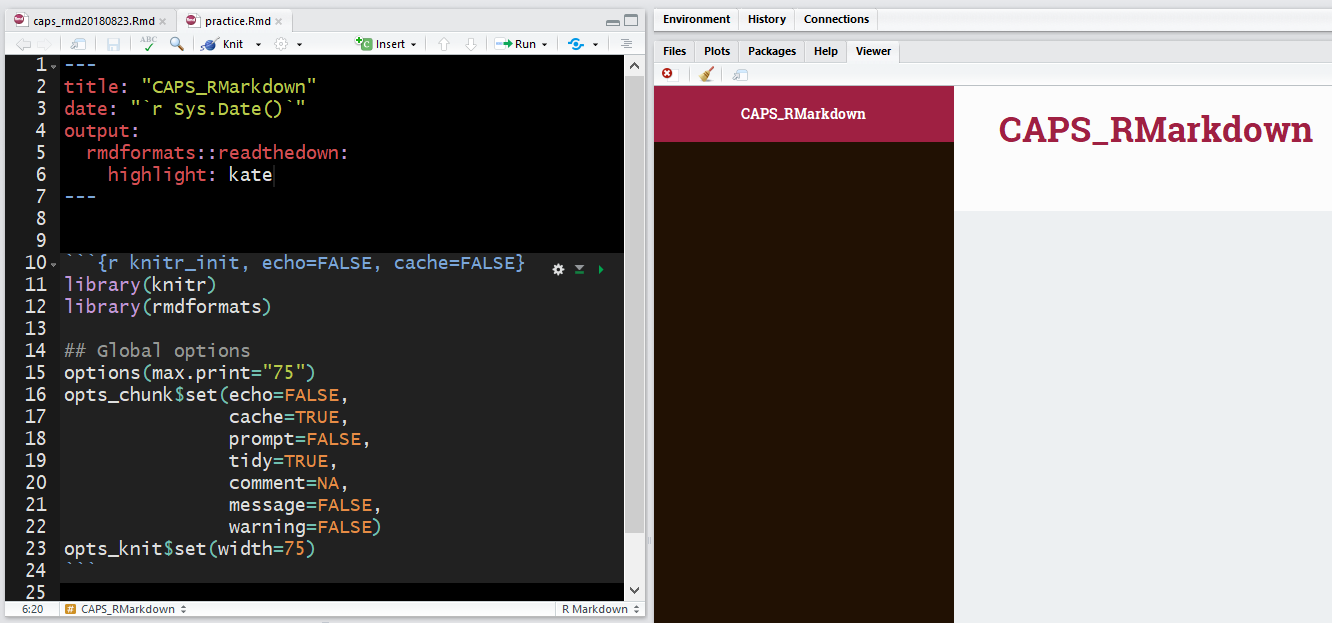 caps_rmd20180823.Rmd
practice.Rmd
ABC
Knit
Insert
Run
1 ---
2 title: "CAPS_RMarkdown"
3 date: "`r Sys.Date()`"
4 output:
5   rmdformats::readthedown:
6     highlight: kate
7 ---
8
9
10 ```{r knitr_init, echo=FALSE, cache=FALSE}
11 library(knitr)
12 library(rmdformats)
13
14 ## Global options
15 options(max.print="75")
16 opts_chunk$set(echo=FALSE,
17                cache=TRUE,
18                prompt=FALSE,
19                tidy=TRUE,
20                comment=NA,
21                message=FALSE,
22                warning=FALSE)
23 opts_knit$set(width=75)
24 ```
25
6:20
# CAPS_RMarkdown
R Markdown
Environment History Connections
Files Plots Packages Help Viewer
CAPS_RMarkdown
CAPS_RMarkdown